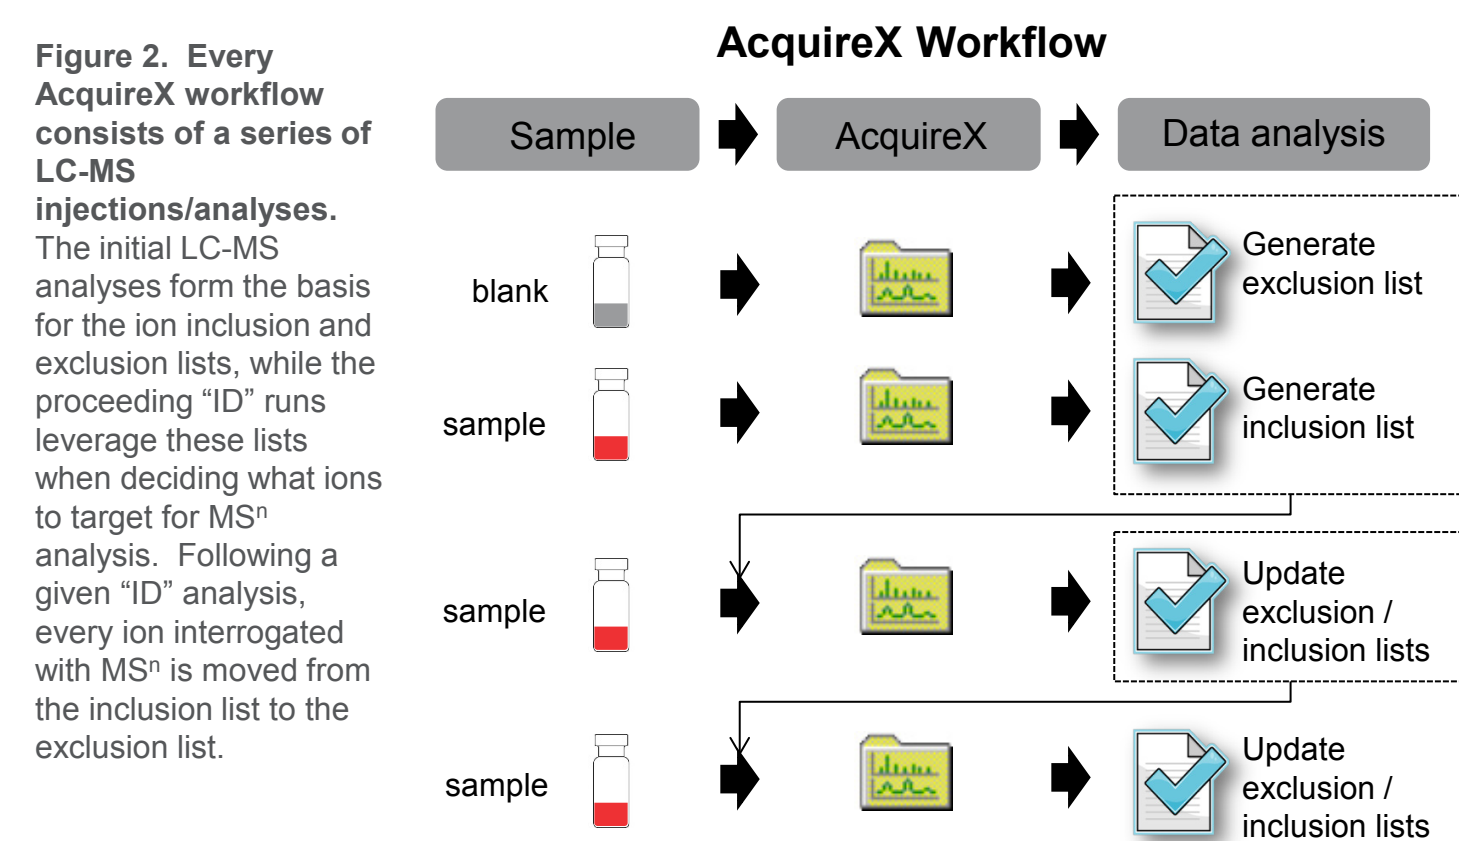 Figure 2.  Every
AcquireX workflow
consists of a series of
LC-MS
injections/analyses.
The initial LC-MS
analyses form the basis
for the ion inclusion and
exclusion lists, while the
proceeding “ID” runs
leverage these lists
when deciding what ions
to target for MSⁿ
analysis.  Following a
given “ID” analysis,
every ion interrogated
with MSⁿ is moved from
the inclusion list to the
exclusion list.
AcquireX Workflow
Sample
AcquireX
Data analysis
blank
Generate
exclusion list
sample
Generate
inclusion list
sample
Update
exclusion /
inclusion lists
sample
Update
exclusion /
inclusion lists